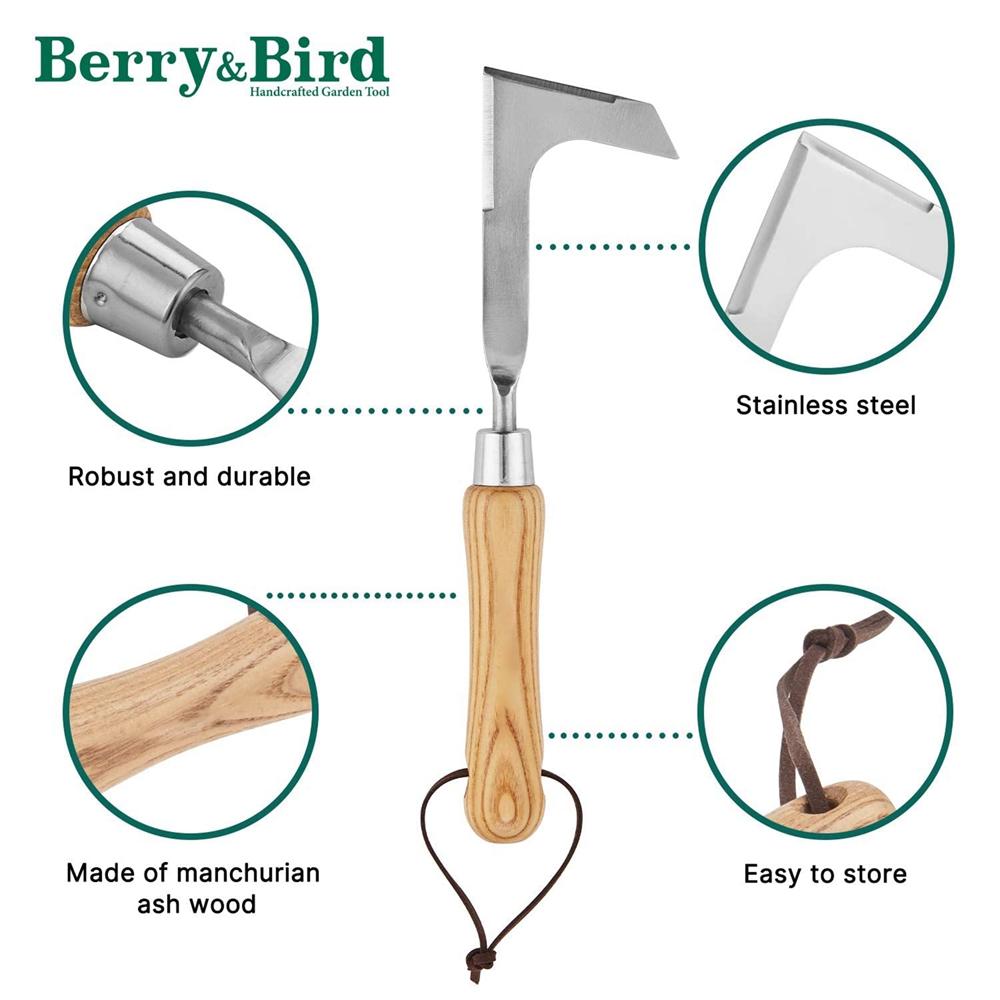 Berry&Bird
Handcrafted Garden Tool
Stainless steel
Robust and durable
Made of manchurian
ash wood
Easy to store